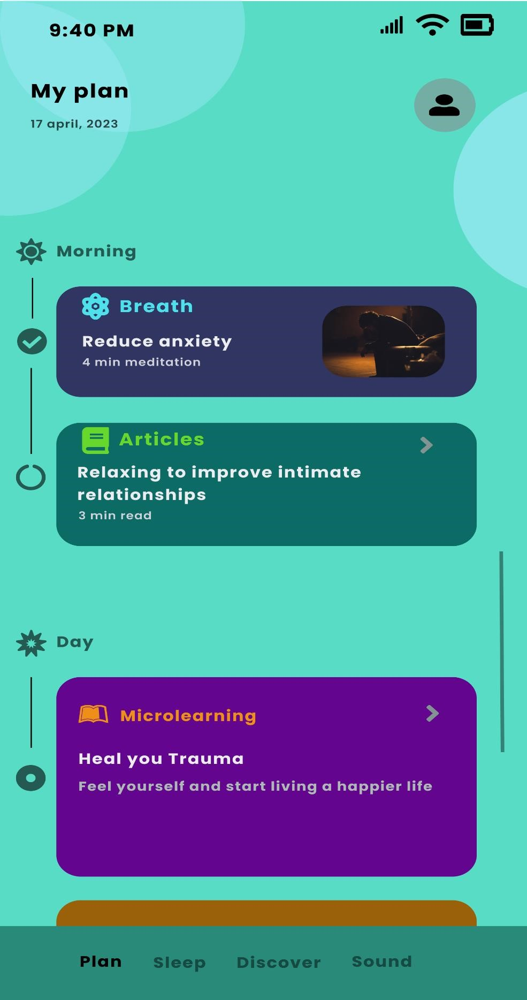 9:40 PM
My plan
17 april, 2023
Morning
Breath
Reduce anxiety
4 min meditation
Articles
Relaxing to improve intimate
relationships
3 min read
Day
Microlearning
Heal you Trauma
Feel yourself and start living a happier life
Plan Sleep Discover Sound